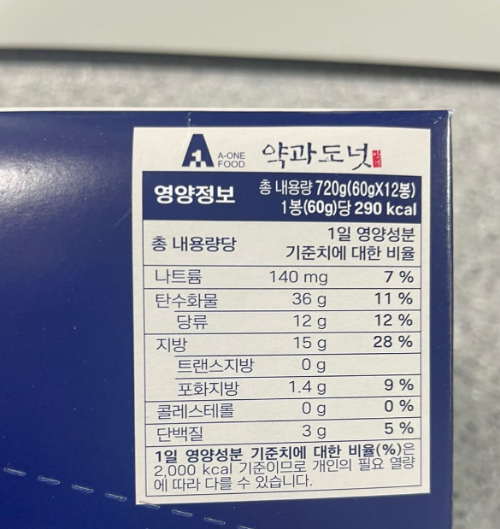 A1 A-ONE
FOOD
약과도넛
영양정보
총 내용량 720g(60gX12봉)
1봉(60g)당 290 kcal
총 내용량당
1일 영양성분
기준치에 대한 비율
나트륨 140 mg 7 %
탄수화물 36 g 11 %
당류 12 g 12 %
지방 15 g 28 %
트랜스지방 0 g
포화지방 1.4 g 9 %
콜레스테롤 0 g 0 %
단백질 3 g 5 %
1일 영양성분 기준치에 대한 비율(%)은
2,000 kcal 기준이므로 개인의 필요 열량
에 따라 다를 수 있습니다.